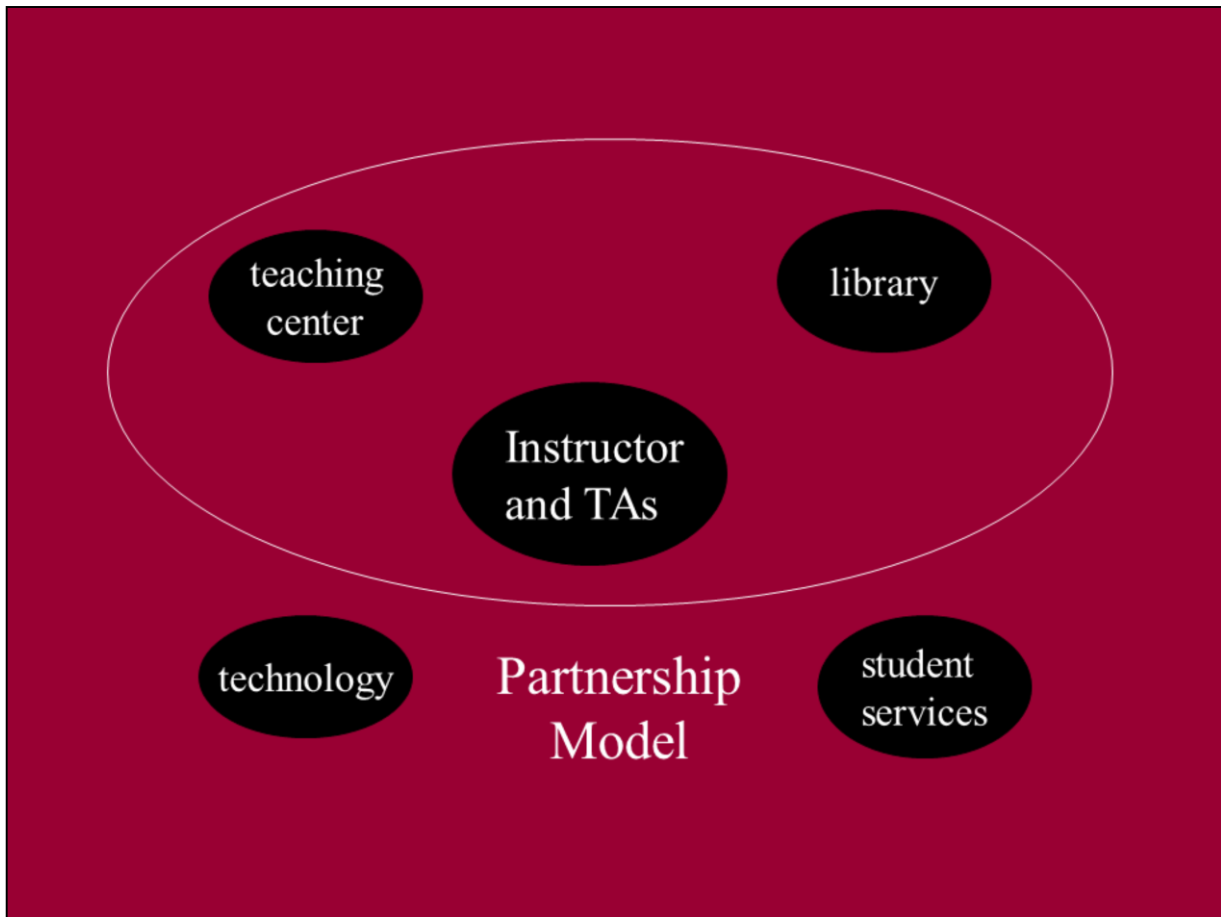 teaching
center
library
Instructor
and TAs
technology
Partnership
Model
student
services